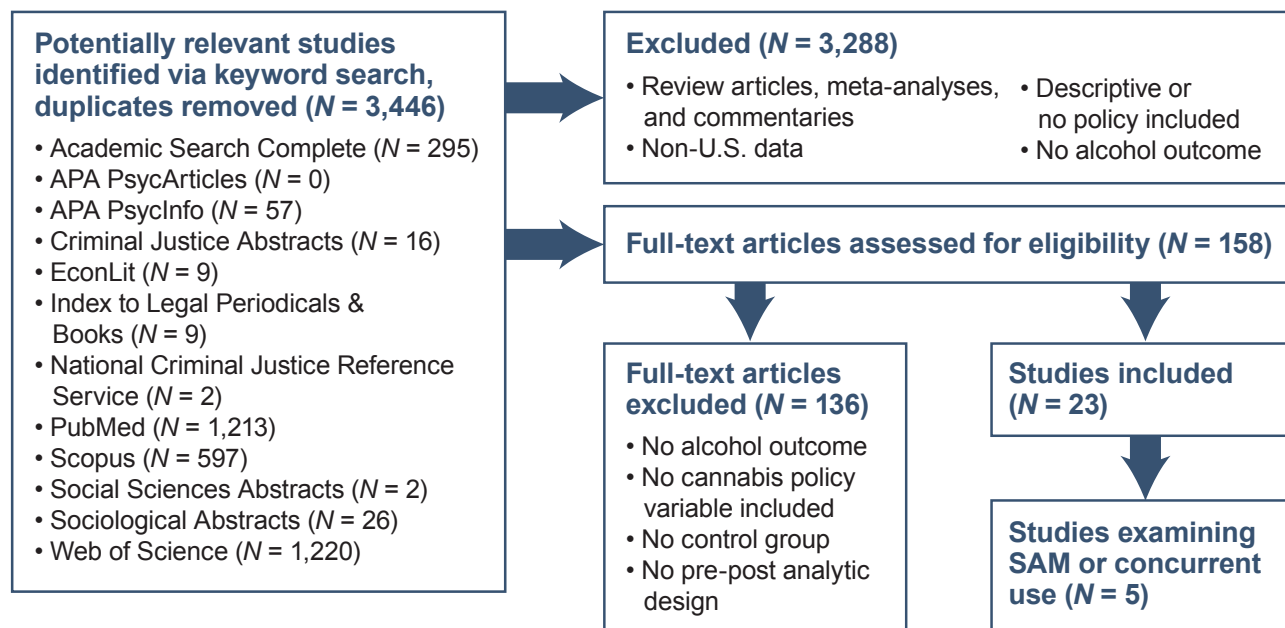 Potentially relevant studies
identified via keyword search,
duplicates removed (N = 3,446)
• Academic Search Complete (N = 295)
• APA PsycArticles (N = 0)
• APA PsycInfo (N = 57)
• Criminal Justice Abstracts (N = 16)
• EconLit (N = 9)
• Index to Legal Periodicals &
Books (N = 9)
• National Criminal Justice Reference
Service (N = 2)
• PubMed (N = 1,213)
• Scopus (N = 597)
• Social Sciences Abstracts (N = 2)
• Sociological Abstracts (N = 26)
• Web of Science (N = 1,220)
Excluded (N = 3,288)
• Review articles, meta-analyses,
and commentaries
• Non-U.S. data
• Descriptive or
no policy included
• No alcohol outcome
Full-text articles assessed for eligibility (N = 158)
Full-text articles
excluded (N = 136)
• No alcohol outcome
• No cannabis policy
variable included
• No control group
• No pre-post analytic
design
Studies included
(N = 23)
Studies examining
SAM or concurrent
use (N = 5)